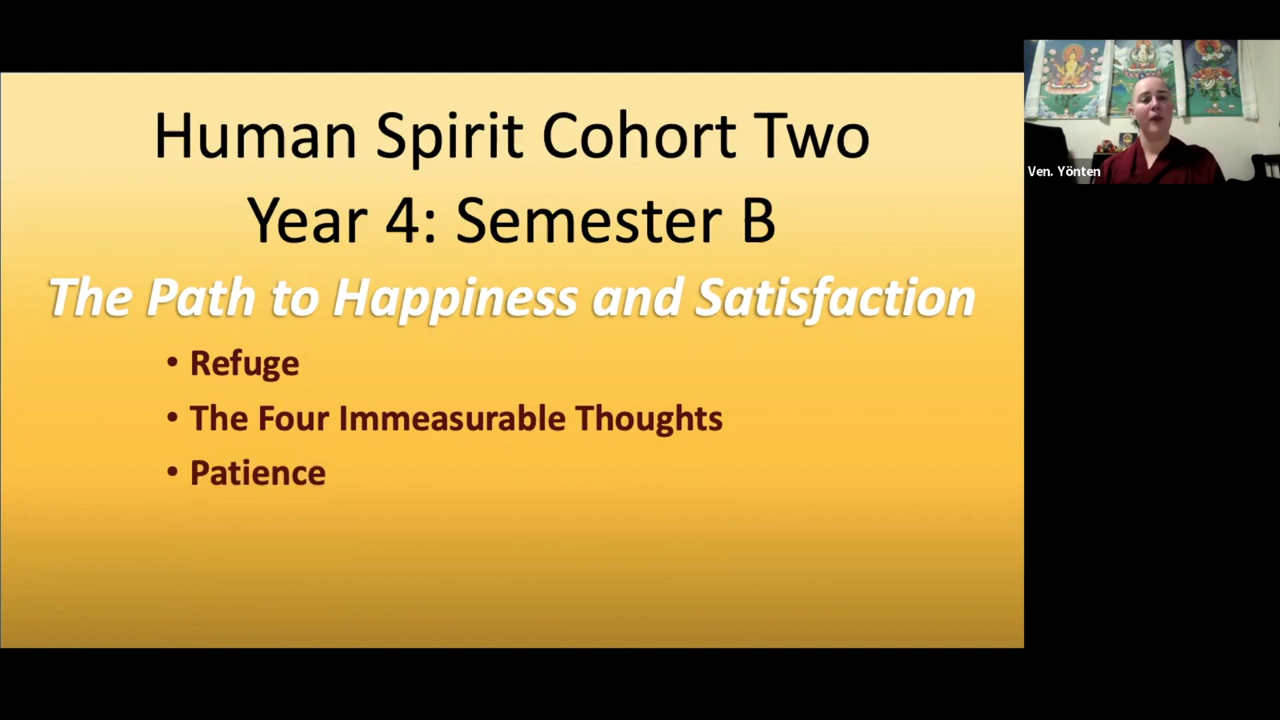 Human Spirit Cohort Two
Year 4: Semester B
The Path to Happiness and Satisfaction
• Refuge
• The Four Immeasurable Thoughts
• Patience
Ven. Yönten